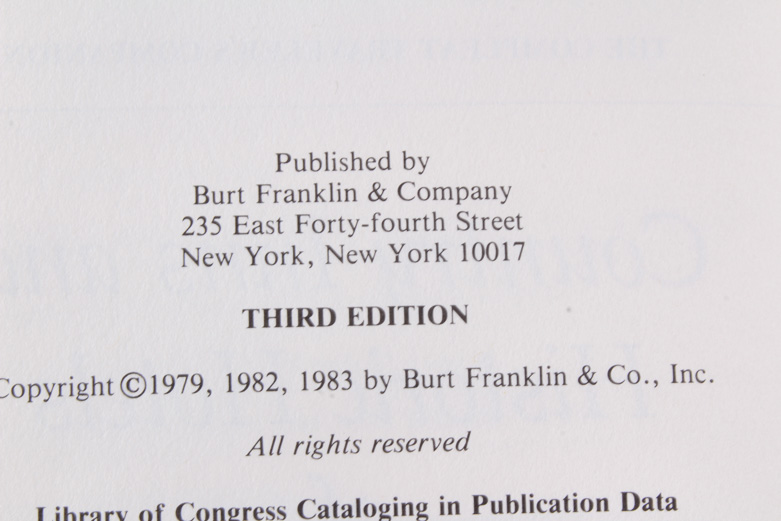 Published by
Burt Franklin & Company
235 East Forty-fourth Street
New York, New York 10017
THIRD EDITION
Copyright ©1979, 1982, 1983 by Burt Franklin & Co., Inc.
All rights reserved
Library of Congress Cataloging in Publication Data